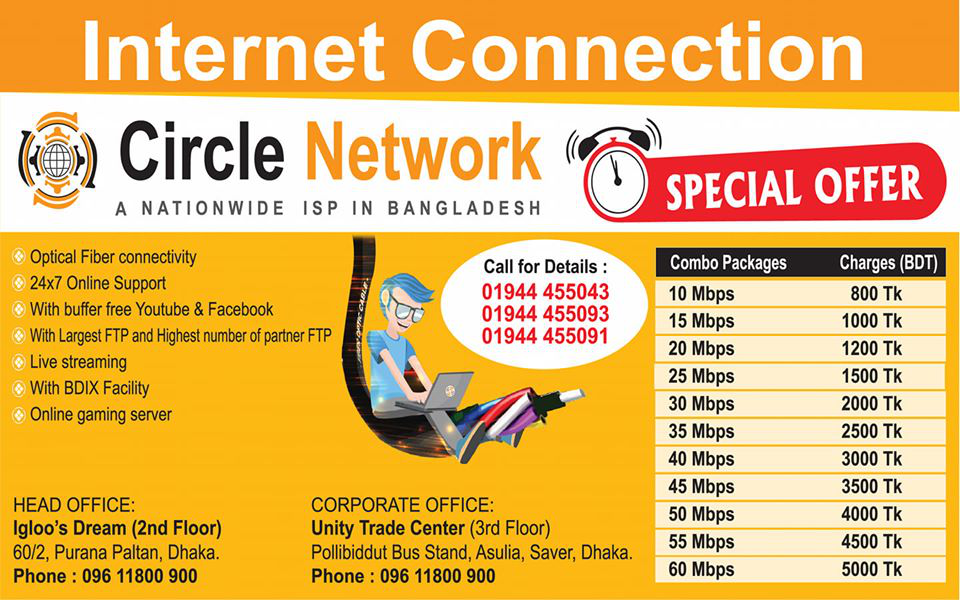 Internet Connection
Circle Network
A NATIONWIDE ISP IN BANGLADESH
SPECIAL OFFER
Optical Fiber connectivity
24x7 Online Support
With buffer free Youtube & Facebook
With Largest FTP and Highest number of partner FTP
Live streaming
With BDIX Facility
Online gaming server
Call for Details :
01944 455043
01944 455093
01944 455091
Combo Packages Charges (BDT)
10 Mbps 800 Tk
15 Mbps 1000 Tk
20 Mbps 1200 Tk
25 Mbps 1500 Tk
30 Mbps 2000 Tk
35 Mbps 2500 Tk
40 Mbps 3000 Tk
45 Mbps 3500 Tk
50 Mbps 4000 Tk
55 Mbps 4500 Tk
60 Mbps 5000 Tk
HEAD OFFICE:
Igloo's Dream (2nd Floor)
60/2, Purana Paltan, Dhaka.
Phone : 096 11800 900
CORPORATE OFFICE:
Unity Trade Center (3rd Floor)
Pollibiddut Bus Stand, Asulia, Saver, Dhaka.
Phone : 096 11800 900